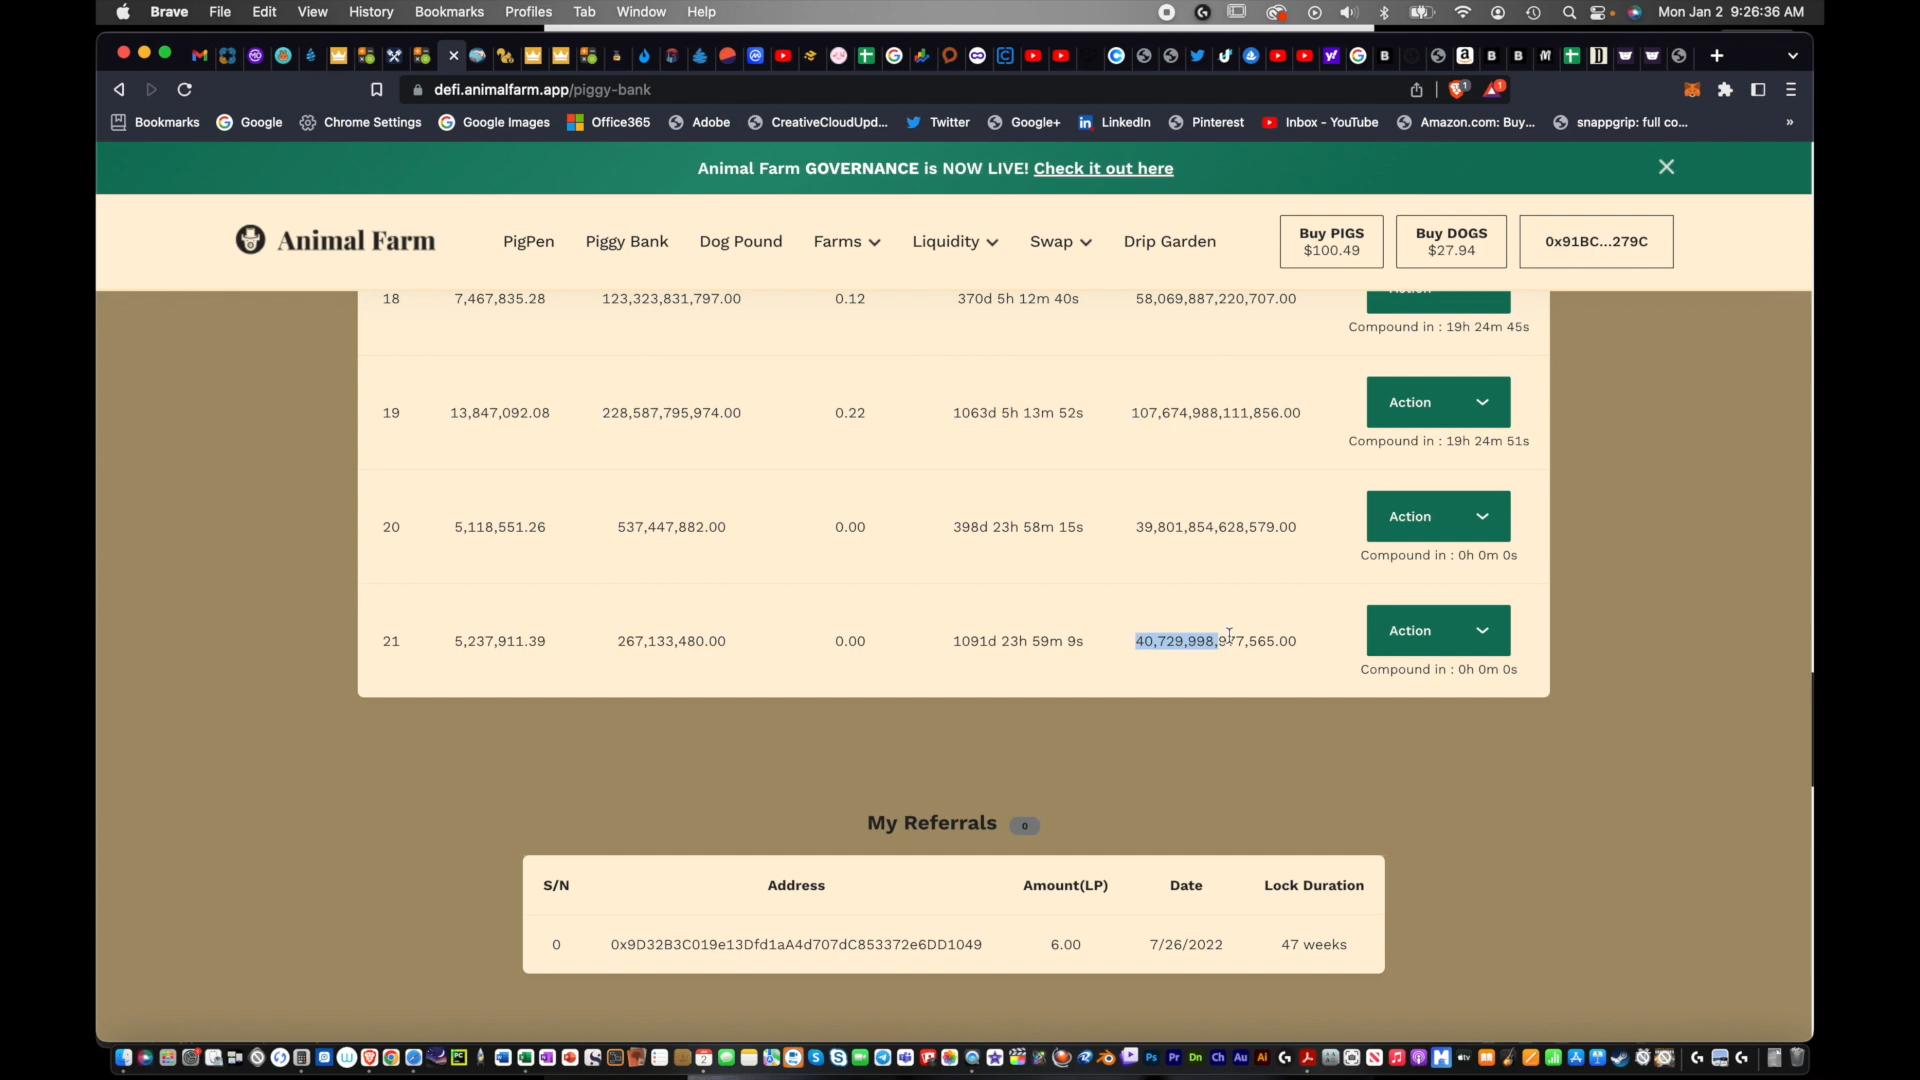 Brave File Edit View History Bookmarks Profiles Tab Window Help Mon Jan 2 9:26:36 AM
defi.animalfarm.app/piggy-bank
Bookmarks Google Chrome Settings Google Images Office365 Adobe CreativeCloudUpd... Twitter Google+ LinkedIn Pinterest Inbox - YouTube Amazon.com: Buy... snappgrip: full co... »
Animal Farm GOVERNANCE is NOW LIVE! Check it out here
Animal Farm PigPen Piggy Bank Dog Pound Farms Liquidity Swap Drip Garden Buy PIGS $100.49 Buy DOGS $27.94 0x91BC...279C
18 7,467,835.28 123,323,831,797.00 0.12 370d 5h 12m 40s 58,069,887,220,707.00
Compound in : 19h 24m 45s
19 13,847,092.08 228,587,795,974.00 0.22 1063d 5h 13m 52s 107,674,988,111,856.00 Action
Compound in : 19h 24m 51s
20 5,118,551.26 537,447,882.00 0.00 398d 23h 58m 15s 39,801,854,628,579.00 Action
Compound in : 0h 0m 0s
21 5,237,911.39 267,133,480.00 0.00 1091d 23h 59m 9s 40,729,998,977,565.00 Action
Compound in : 0h 0m 0s
My Referrals 0
S/N Address Amount(LP) Date Lock Duration
0 0x9D32B3C019e13Dfd1aA4d707dC853372e6DD1049 6.00 7/26/2022 47 weeks